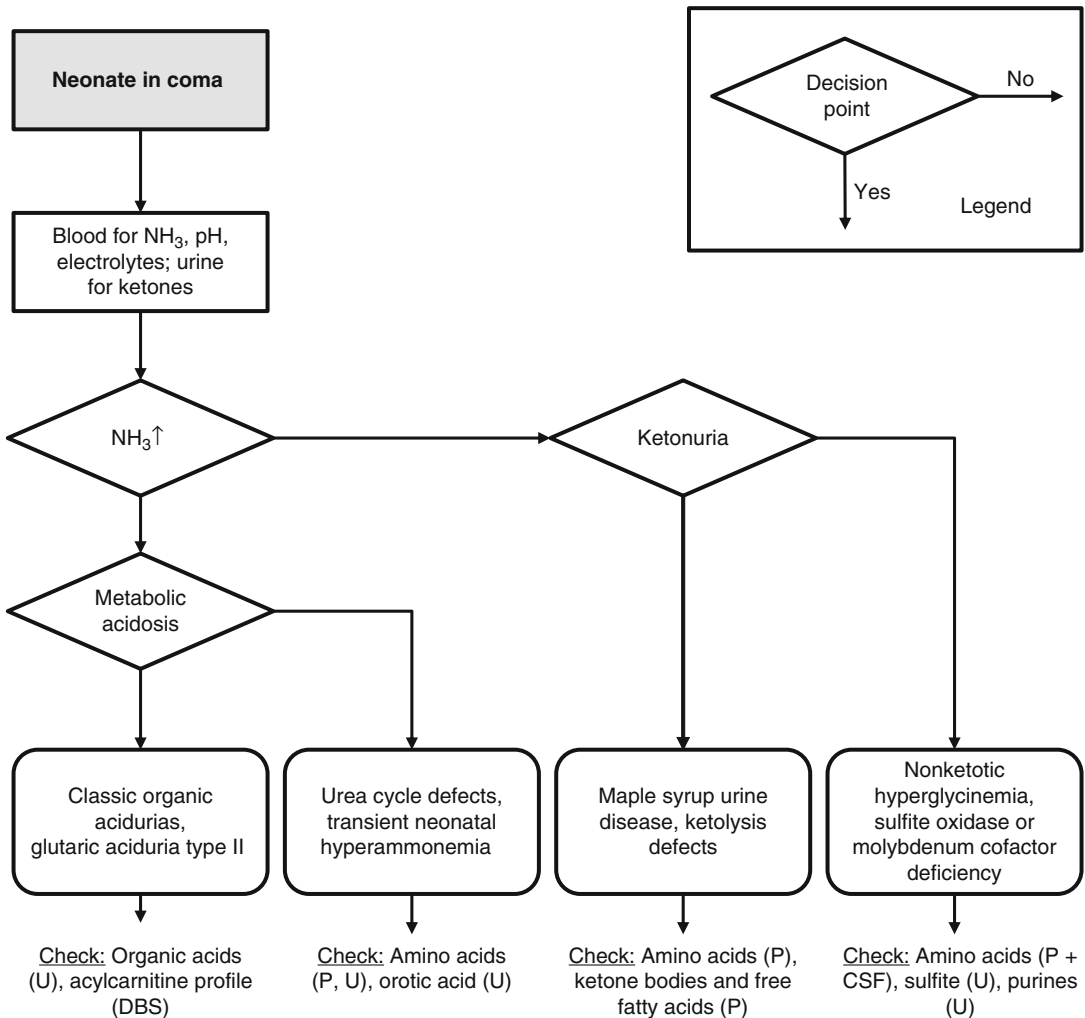 Neonate in coma
Decision
point
No
Yes
Legend
Blood for NH₃, pH,
electrolytes; urine
for ketones
NH₃↑
Ketonuria
Metabolic
acidosis
Classic organic
acidurias,
glutaric aciduria type II
Urea cycle defects,
transient neonatal
hyperammonemia
Maple syrup urine
disease, ketolysis
defects
Nonketotic
hyperglycinemia,
sulfite oxidase or
molybdenum cofactor
deficiency
Check: Organic acids
(U), acylcarnitine profile
(DBS)
Check: Amino acids
(P, U), orotic acid (U)
Check: Amino acids (P),
ketone bodies and free
fatty acids (P)
Check: Amino acids (P +
CSF), sulfite (U), purines
(U)